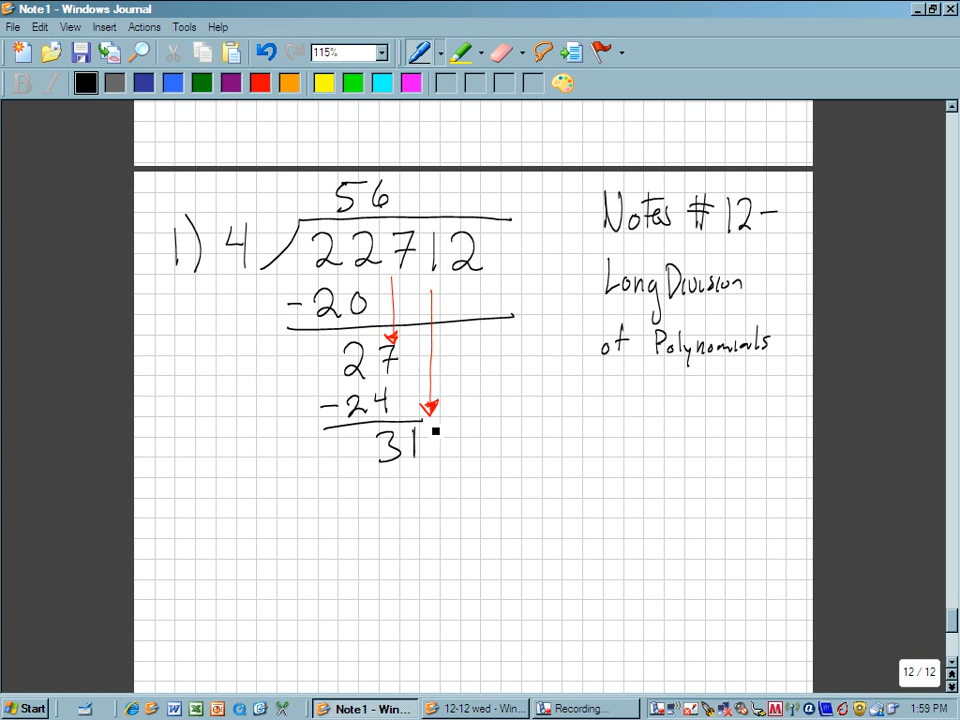 Note1 - Windows Journal
File Edit View Insert Actions Tools Help
115%
B I
56
1) 4 22712
-20
27
-24
31
Notes # 12-
Long Division
of Polynomials
12 / 12
Start Note1 - Win... 12-12 wed - Win... Recording... 1:59 PM